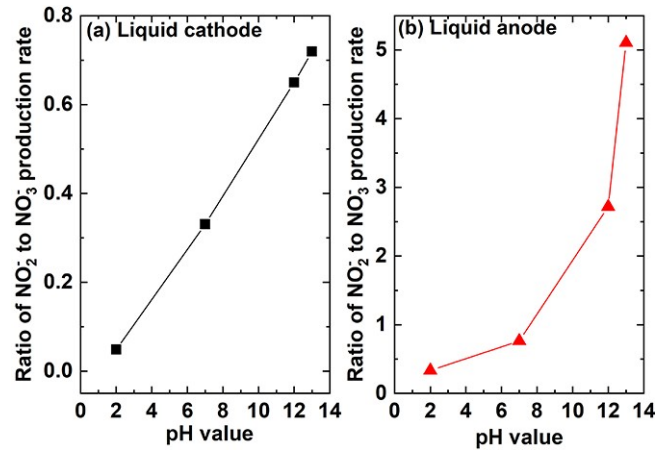 (a) Liquid cathode
Ratio of NO₂⁻ to NO₃⁻ production rate
0.8
0.6
0.4
0.2
0.0
0 2 4 6 8 10 12 14
pH value
(b) Liquid anode
Ratio of NO₂⁻ to NO₃⁻ production rate
5
4
3
2
1
0
0 2 4 6 8 10 12 14
pH value